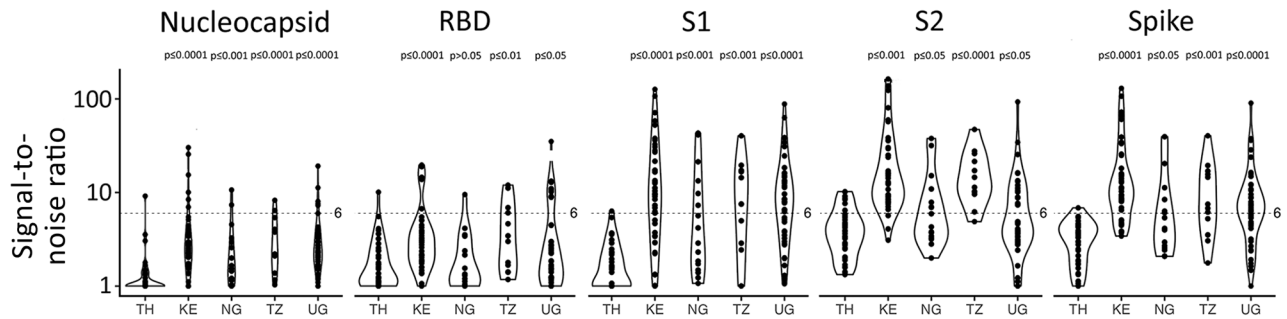 Nucleocapsid RBD S1 S2 Spike
p≤0.0001 p≤0.001 p≤0.0001 p≤0.0001 p≤0.0001 p>0.05 p≤0.01 p≤0.05 p≤0.0001 p≤0.001 p≤0.001 p≤0.0001 p≤0.001 p≤0.05 p≤0.0001 p≤0.05 p≤0.0001 p≤0.05 p≤0.001 p≤0.0001
Signal-to-
noise ratio
100
10
6 6 6 6 6
1
TH KE NG TZ UG TH KE NG TZ UG TH KE NG TZ UG TH KE NG TZ UG TH KE NG TZ UG